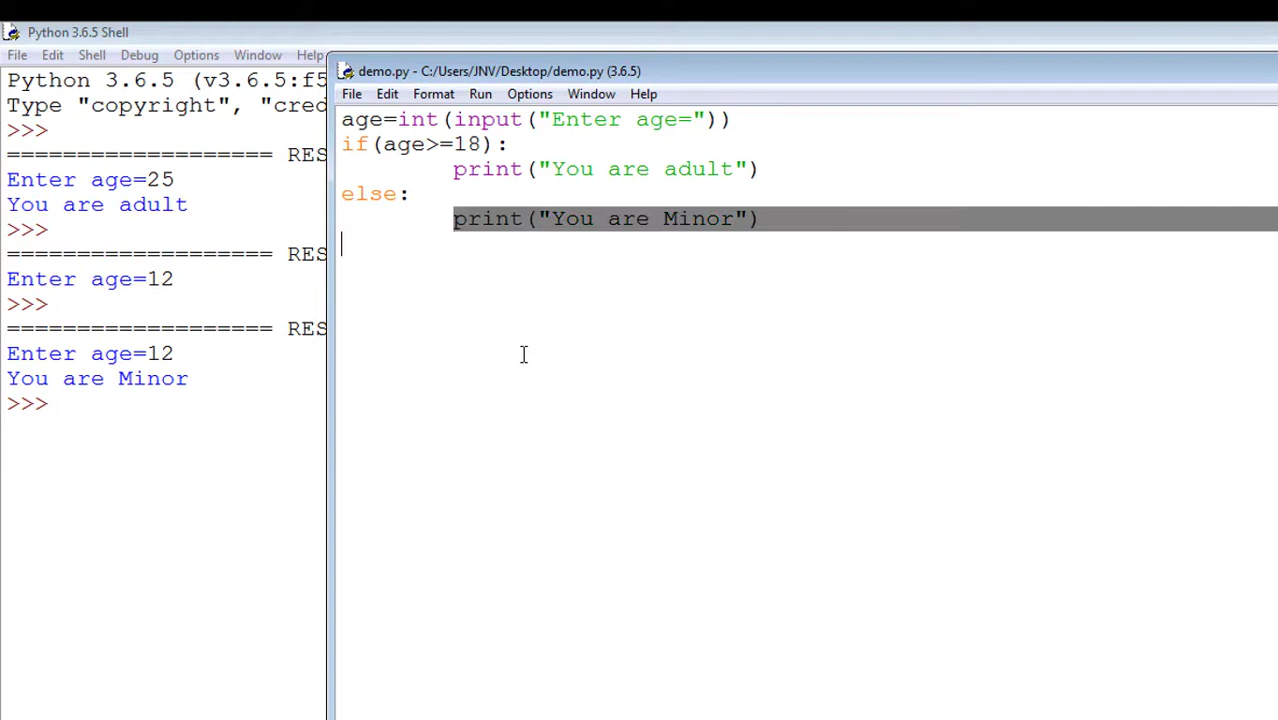 Python 3.6.5 Shell
File Edit Shell Debug Options Window Help
Python 3.6.5 (v3.6.5:f5
Type "copyright", "cred
>>>
=================== RES
Enter age=25
You are adult
>>>
=================== RES
Enter age=12
>>>
=================== RES
Enter age=12
You are Minor
>>>
demo.py - C:/Users/JNV/Desktop/demo.py (3.6.5)
File Edit Format Run Options Window Help
age=int(input("Enter age="))
if(age>=18):
        print("You are adult")
else:
        print("You are Minor")